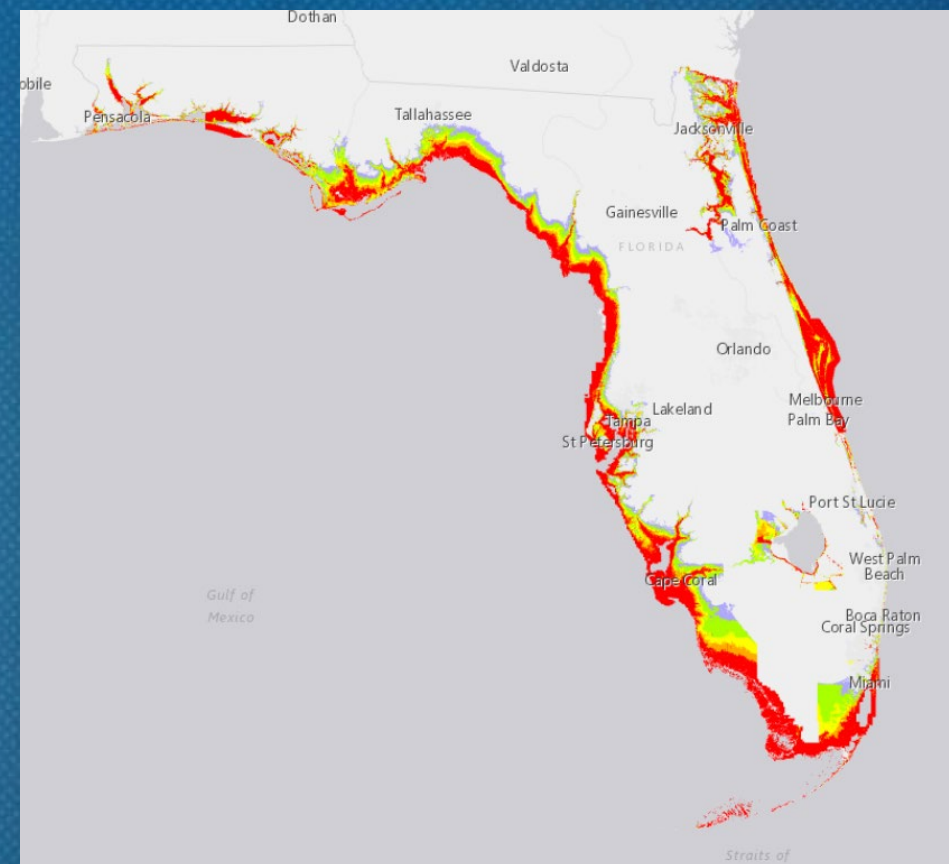 Dothan
Valdosta
obile
Pensacola
Tallahassee
Jacksonville
Gainesville
Palm Coast
FLORIDA
Orlando
Melbourne
Lakeland
Palm Bay
Tampa
St Petersburg
Port St Lucie
West Palm
Beach
Cape Coral
Gulf of
Mexico
Boca Raton
Coral Springs
Miami
Straits of